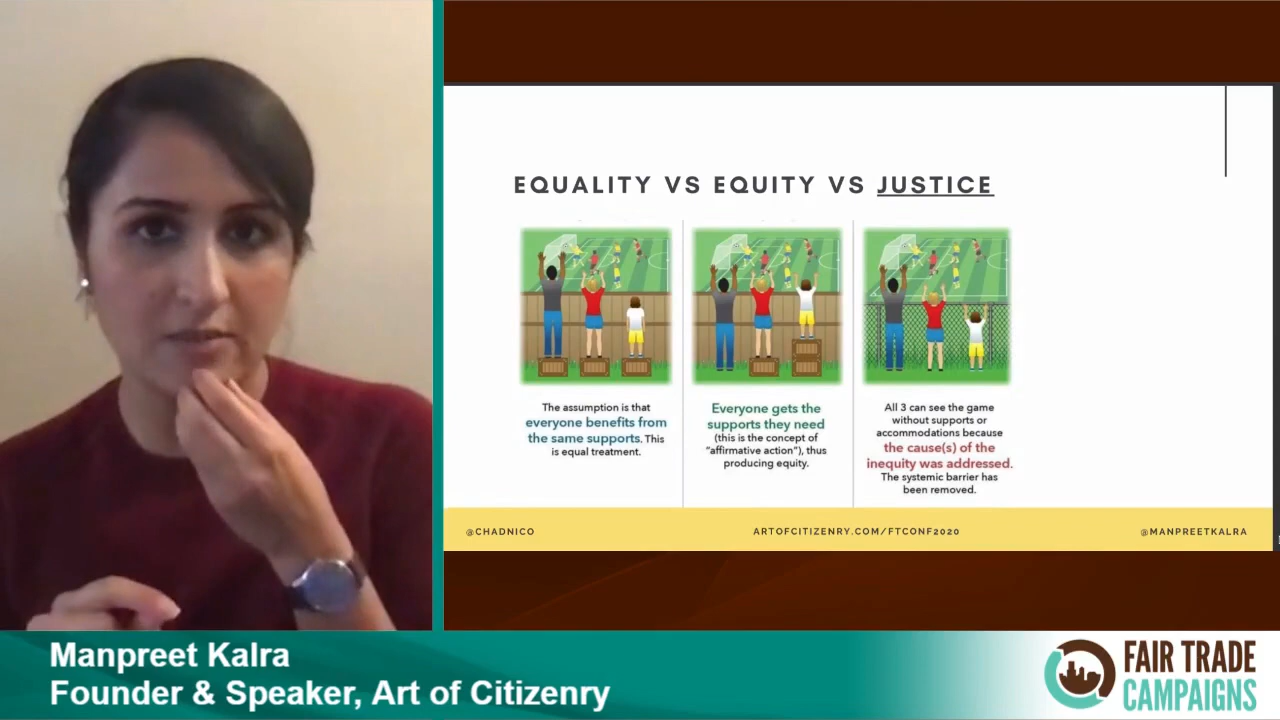 EQUALITY VS EQUITY VS JUSTICE
The assumption is that
everyone benefits from
the same supports. This
is equal treatment.
Everyone gets the
supports they need
(this is the concept of
“affirmative action”), thus
producing equity.
All 3 can see the game
without supports or
accommodations because
the cause(s) of the
inequity was addressed.
The systemic barrier has
been removed.
@CHADNICO
ARTOFCITIZENRY.COM/FTCONF2020
@MANPREETKALRA
Manpreet Kalra
Founder & Speaker, Art of Citizenry
FAIR TRADE
CAMPAIGNS